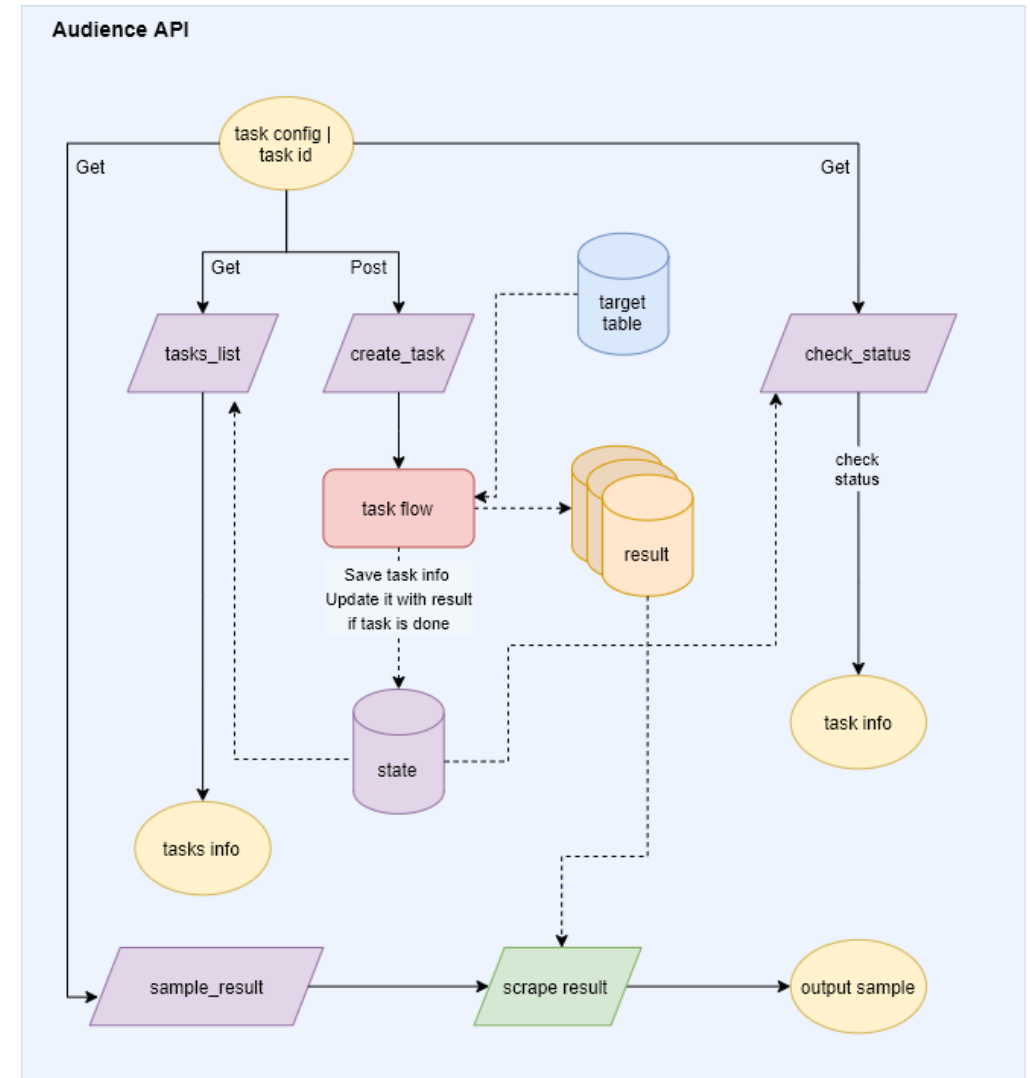 Audience API
task config |
task id
Get
Get
Get
Post
target
table
tasks_list
create_task
check_status
check
status
task flow
result
Save task info
Update it with result
if task is done
task info
state
tasks info
sample_result
scrape result
output sample